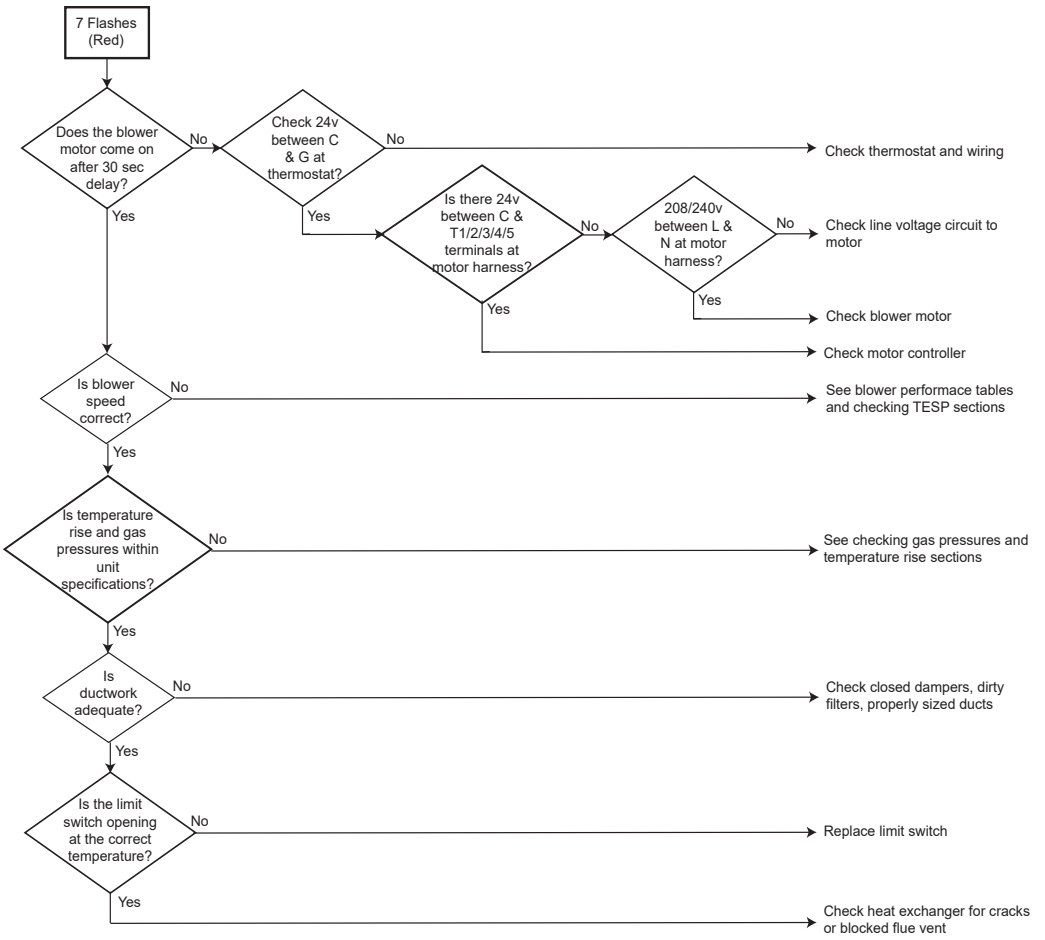 7 Flashes
(Red)
Does the blower
motor come on
after 30 sec
delay?
No
Yes
Check 24v
between C
& G at
thermostat?
No
Check thermostat and wiring
Yes
Is there 24v
between C &
T1/2/3/4/5
terminals at
motor harness?
No
Yes
208/240v
between L &
N at motor
harness?
No
Check line voltage circuit to
motor
Yes
Check blower motor
Check motor controller
Is blower
speed
correct?
No
See blower performace tables
and checking TESP sections
Yes
Is temperature
rise and gas
pressures within
unit
specifications?
No
See checking gas pressures and
temperature rise sections
Yes
Is
ductwork
adequate?
No
Check closed dampers, dirty
filters, properly sized ducts
Yes
Is the limit
switch opening
at the correct
temperature?
No
Replace limit switch
Yes
Check heat exchanger for cracks
or blocked flue vent